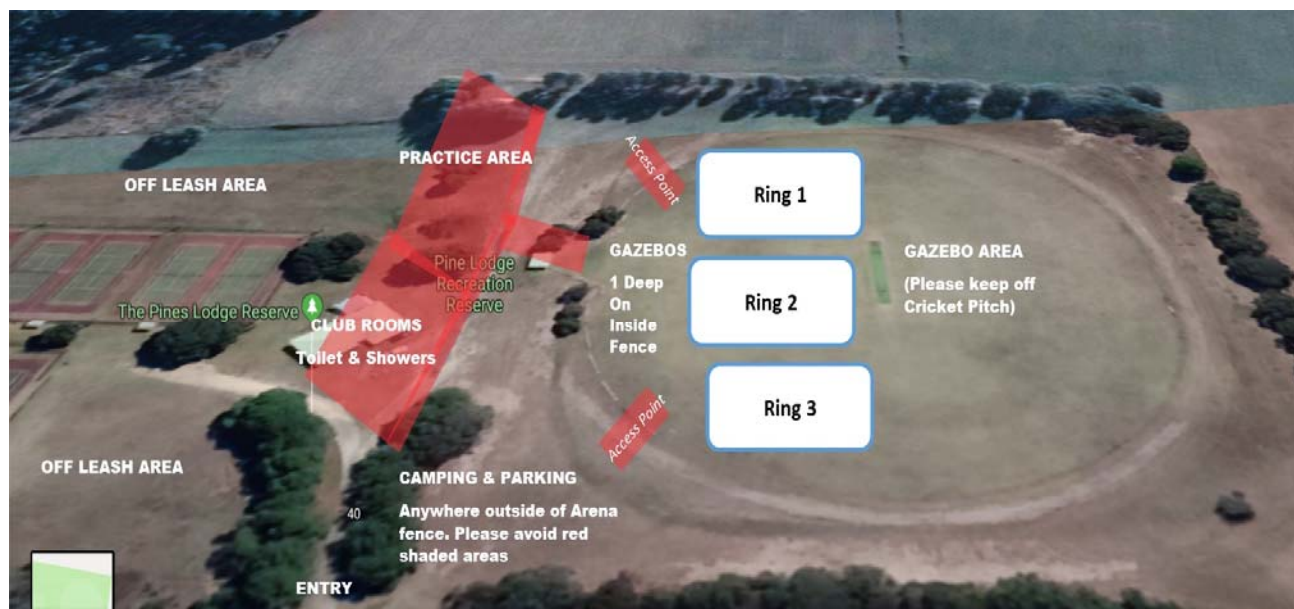 PRACTICE AREA
OFF LEASH AREA
Access Point
Ring 1
GAZEBOS
1 Deep
On
Inside
Fence
GAZEBO AREA
(Please keep off
Cricket Pitch)
Pine Lodge
Recreation
Reserve
Ring 2
The Pines Lodge Reserve
CLUB ROOMS
Toilet & Showers
Ring 3
Access Point
OFF LEASH AREA
CAMPING & PARKING
Anywhere outside of Arena
fence. Please avoid red
shaded areas
40
ENTRY